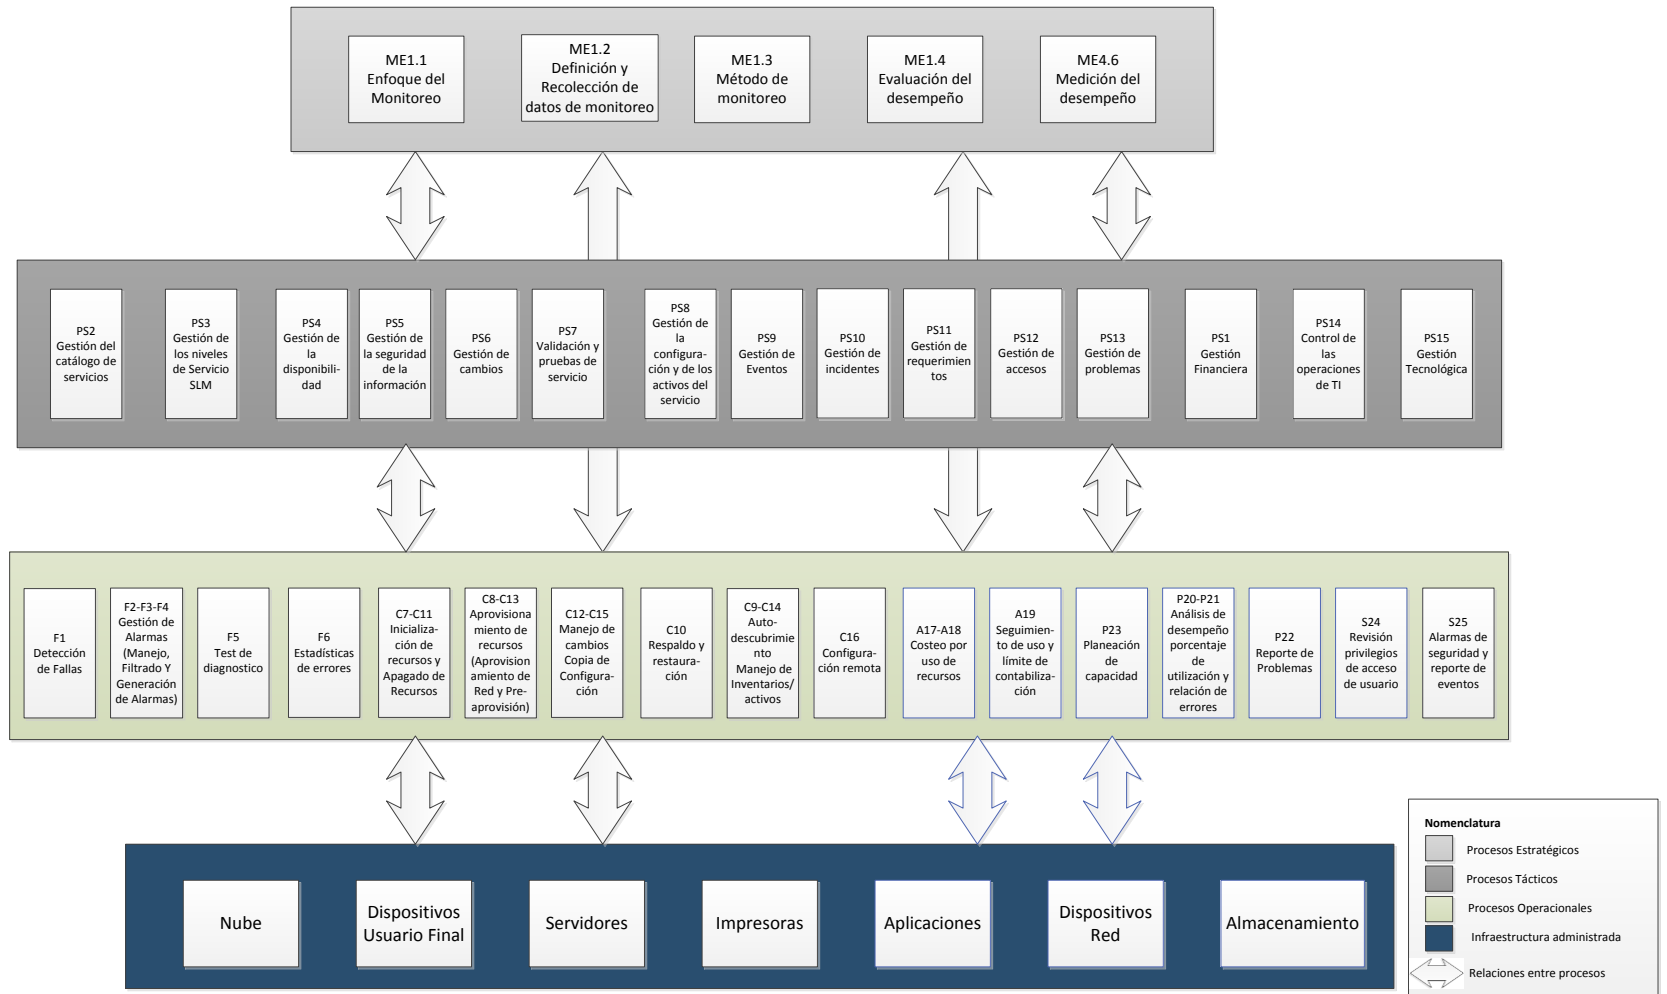 ME1.1
Enfoque del
Monitoreo
ME1.2
Definición y
Recolección de
datos de monitoreo
ME1.3
Método de
monitoreo
ME1.4
Evaluación del
desempeño
ME4.6
Medición del
desempeño
PS2
Gestión del
catálogo de
servicios
PS3
Gestión de
los niveles
de Servicio
SLM
PS4
Gestión de
la
disponibili-
dad
PS5
Gestión de
la seguridad
de la
información
PS6
Gestión de
cambios
PS7
Validación y
pruebas de
servicio
PS8
Gestión de
la
configura-
ción y de los
activos del
servicio
PS9
Gestión de
Eventos
PS10
Gestión de
incidentes
PS11
Gestión de
requerimien
tos
PS12
Gestión de
accesos
PS13
Gestión de
problemas
PS1
Gestión
Financiera
PS14
Control de
las
operaciones
de TI
PS15
Gestión
Tecnológica
F1
Detección
de Fallas
F2-F3-F4
Gestión de
Alarmas
(Manejo,
Filtrado Y
Generación
de Alarmas)
F5
Test de
diagnostico
F6
Estadísticas
de errores
C7-C11
Inicializa-
ción de
recursos y
Apagado de
Recursos
C8-C13
Aprovisiona
miento de
recursos
(Aprovision
amiento de
Red y Pre-
aprovisión)
C12-C15
Manejo de
cambios
Copia de
Configura-
ción
C10
Respaldo y
restaura-
ción
C9-C14
Auto-
descubrimie
nto
Manejo de
Inventarios/
activos
C16
Configura-
ción remota
A17-A18
Costeo por
uso de
recursos
A19
Seguimien-
to de uso y
límite de
contabiliza-
ción
P23
Planeación
de
capacidad
P20-P21
Análisis de
desempeño
porcentaje
de
utilización y
relación de
errores
P22
Reporte de
Problemas
S24
Revisión
privilegios
de acceso
de usuario
S25
Alarmas de
seguridad y
reporte de
eventos
Nube
Dispositivos
Usuario Final
Servidores
Impresoras
Aplicaciones
Dispositivos
Red
Almacenamiento
Nomenclatura
Procesos Estratégicos
Procesos Tácticos
Procesos Operacionales
Infraestructura administrada
Relaciones entre procesos